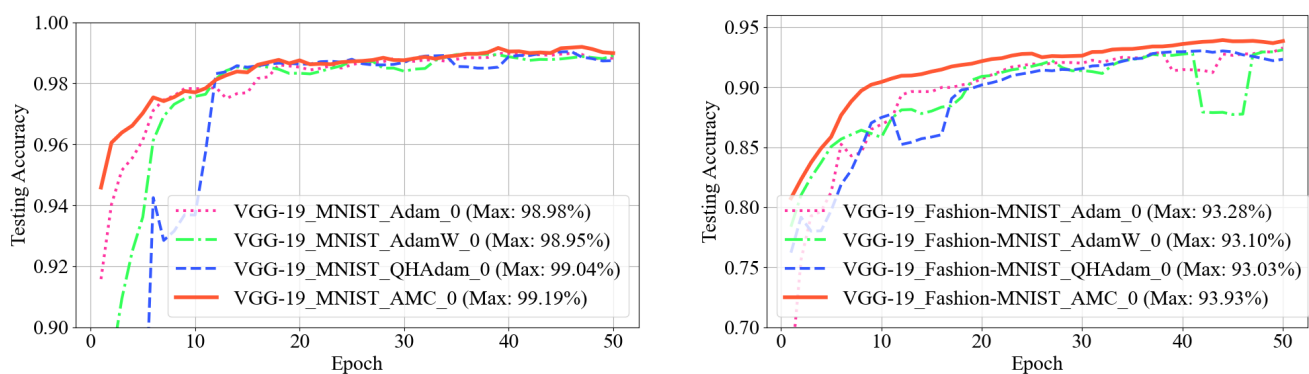 Testing Accuracy
1.00
0.98
0.96
0.94
0.92
0.90
VGG-19_MNIST_Adam_0 (Max: 98.98%)
VGG-19_MNIST_AdamW_0 (Max: 98.95%)
VGG-19_MNIST_QHAdam_0 (Max: 99.04%)
VGG-19_MNIST_AMC_0 (Max: 99.19%)
0 10 20 30 40 50
Epoch
Testing Accuracy
0.95
0.90
0.85
0.80
0.75
0.70
VGG-19_Fashion-MNIST_Adam_0 (Max: 93.28%)
VGG-19_Fashion-MNIST_AdamW_0 (Max: 93.10%)
VGG-19_Fashion-MNIST_QHAdam_0 (Max: 93.03%)
VGG-19_Fashion-MNIST_AMC_0 (Max: 93.93%)
0 10 20 30 40 50
Epoch